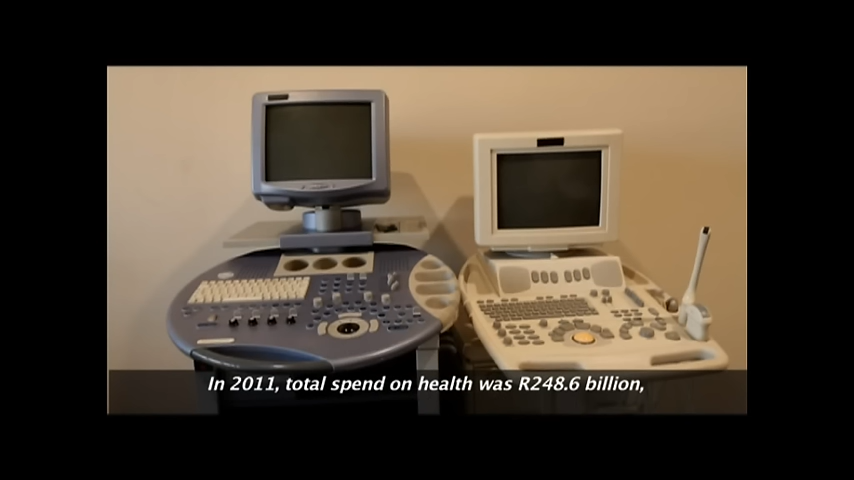 In 2011, total spend on health was R248.6 billion,